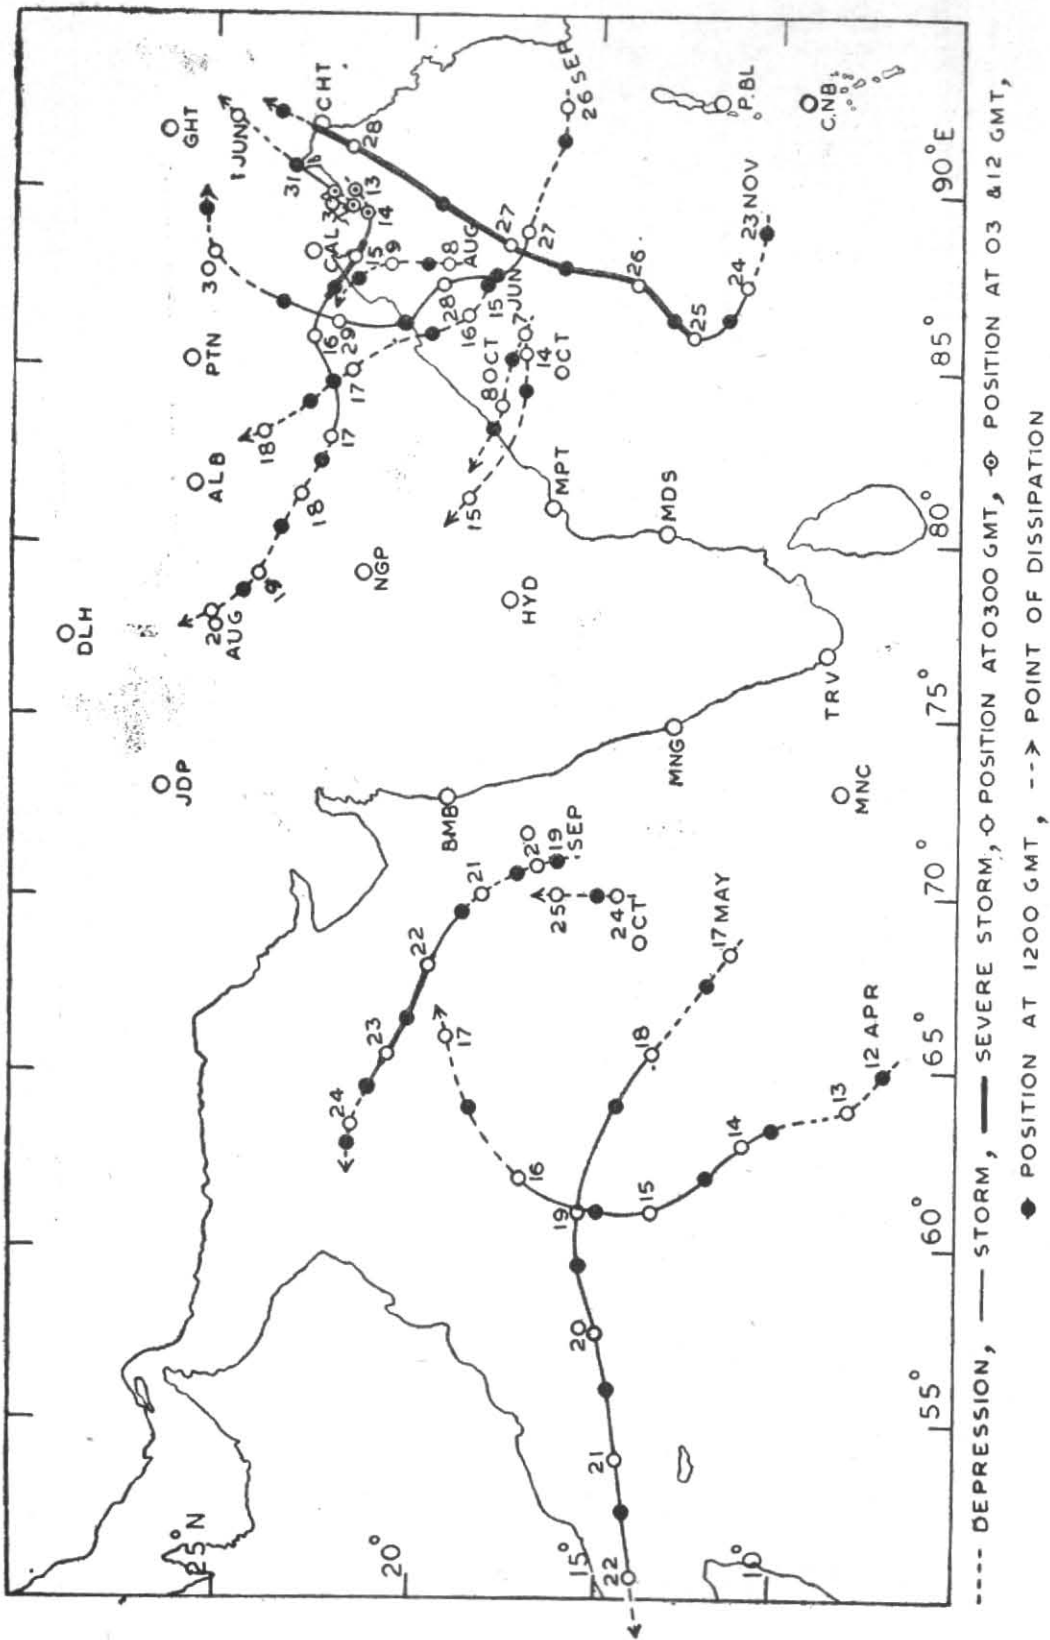 DLH
JDP
GHT
PTN
ALB
NGP
HYD
CAL
CHT
MPT
MDS
BMB
MNG
TRV
MNC
P.BL
C.NB.
25°N
20°
15°
55°
60°
65°
70°
75°
80°
85°
90°E
1 JUN
31
30
29
28
28
27
27
26
25
24
23 NOV
26 SEP
13
14
15
16
17
18
19
20
AUG
8
AUG
9
15
JUN
16
17
18
7
8 OCT
14
OCT
15
19
SEP
20
21
22
23
24
24
OCT
25
17 MAY
18
19
20
21
22
12 APR
13
14
15
16
17
---- DEPRESSION, — STORM, — SEVERE STORM, POSITION AT 0300 GMT, POSITION AT 03 & 12 GMT,
POSITION AT 1200 GMT, --> POINT OF DISSIPATION